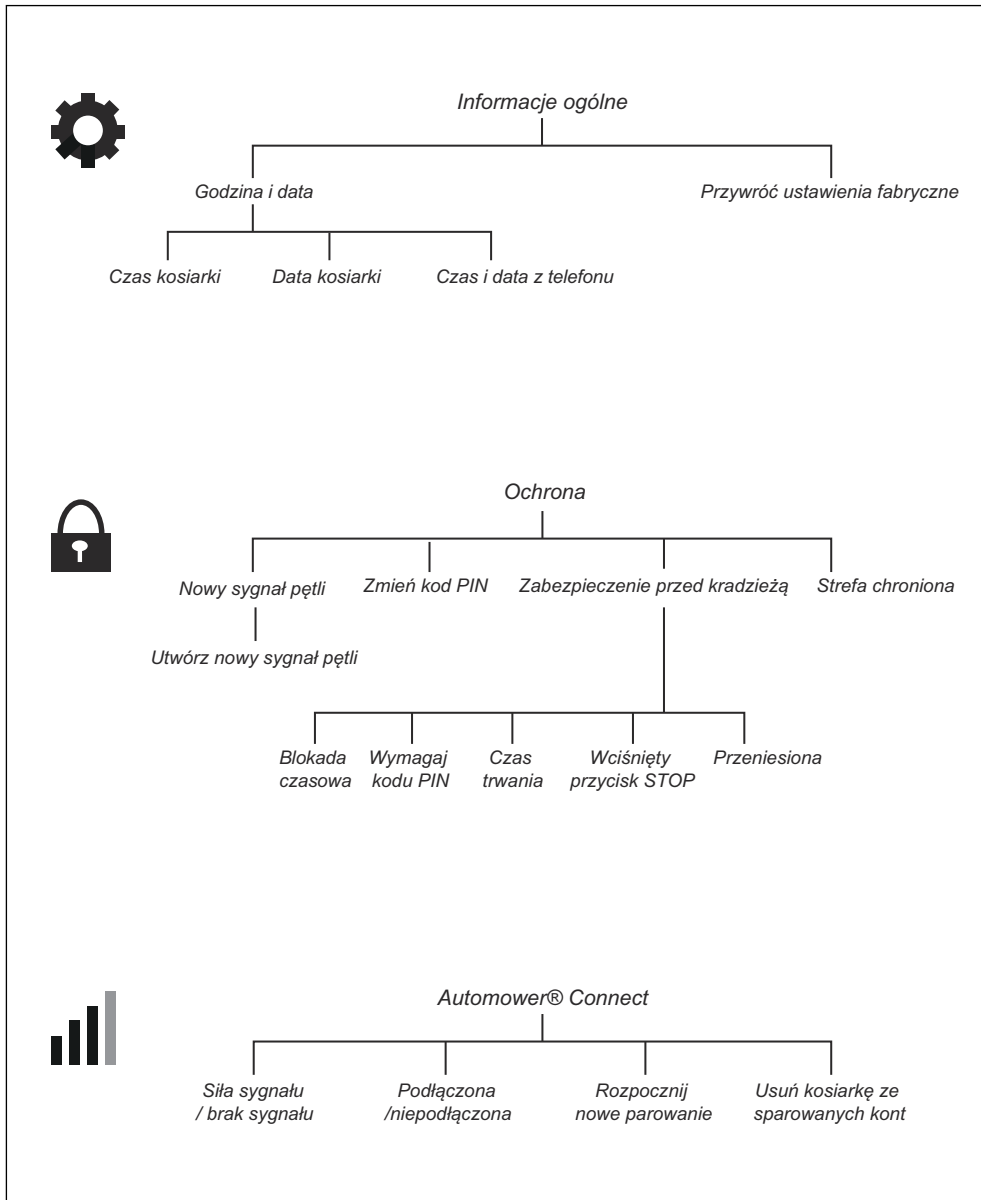 Informacje ogólne
Godzina i data
Przywróć ustawienia fabryczne
Czas kosiarki
Data kosiarki
Czas i data z telefonu
Ochrona
Nowy sygnał pętli
Zmień kod PIN
Zabezpieczenie przed kradzieżą
Strefa chroniona
Utwórz nowy sygnał pętli
Blokada
czasowa
Wymagaj
kodu PIN
Czas
trwania
Wciśnięty
przycisk STOP
Przeniesiona
Automower® Connect
Siła sygnału
/ brak sygnału
Podłączona
/niepodłączona
Rozpocznij
nowe parowanie
Usuń kosiarkę ze
sparowanych kont